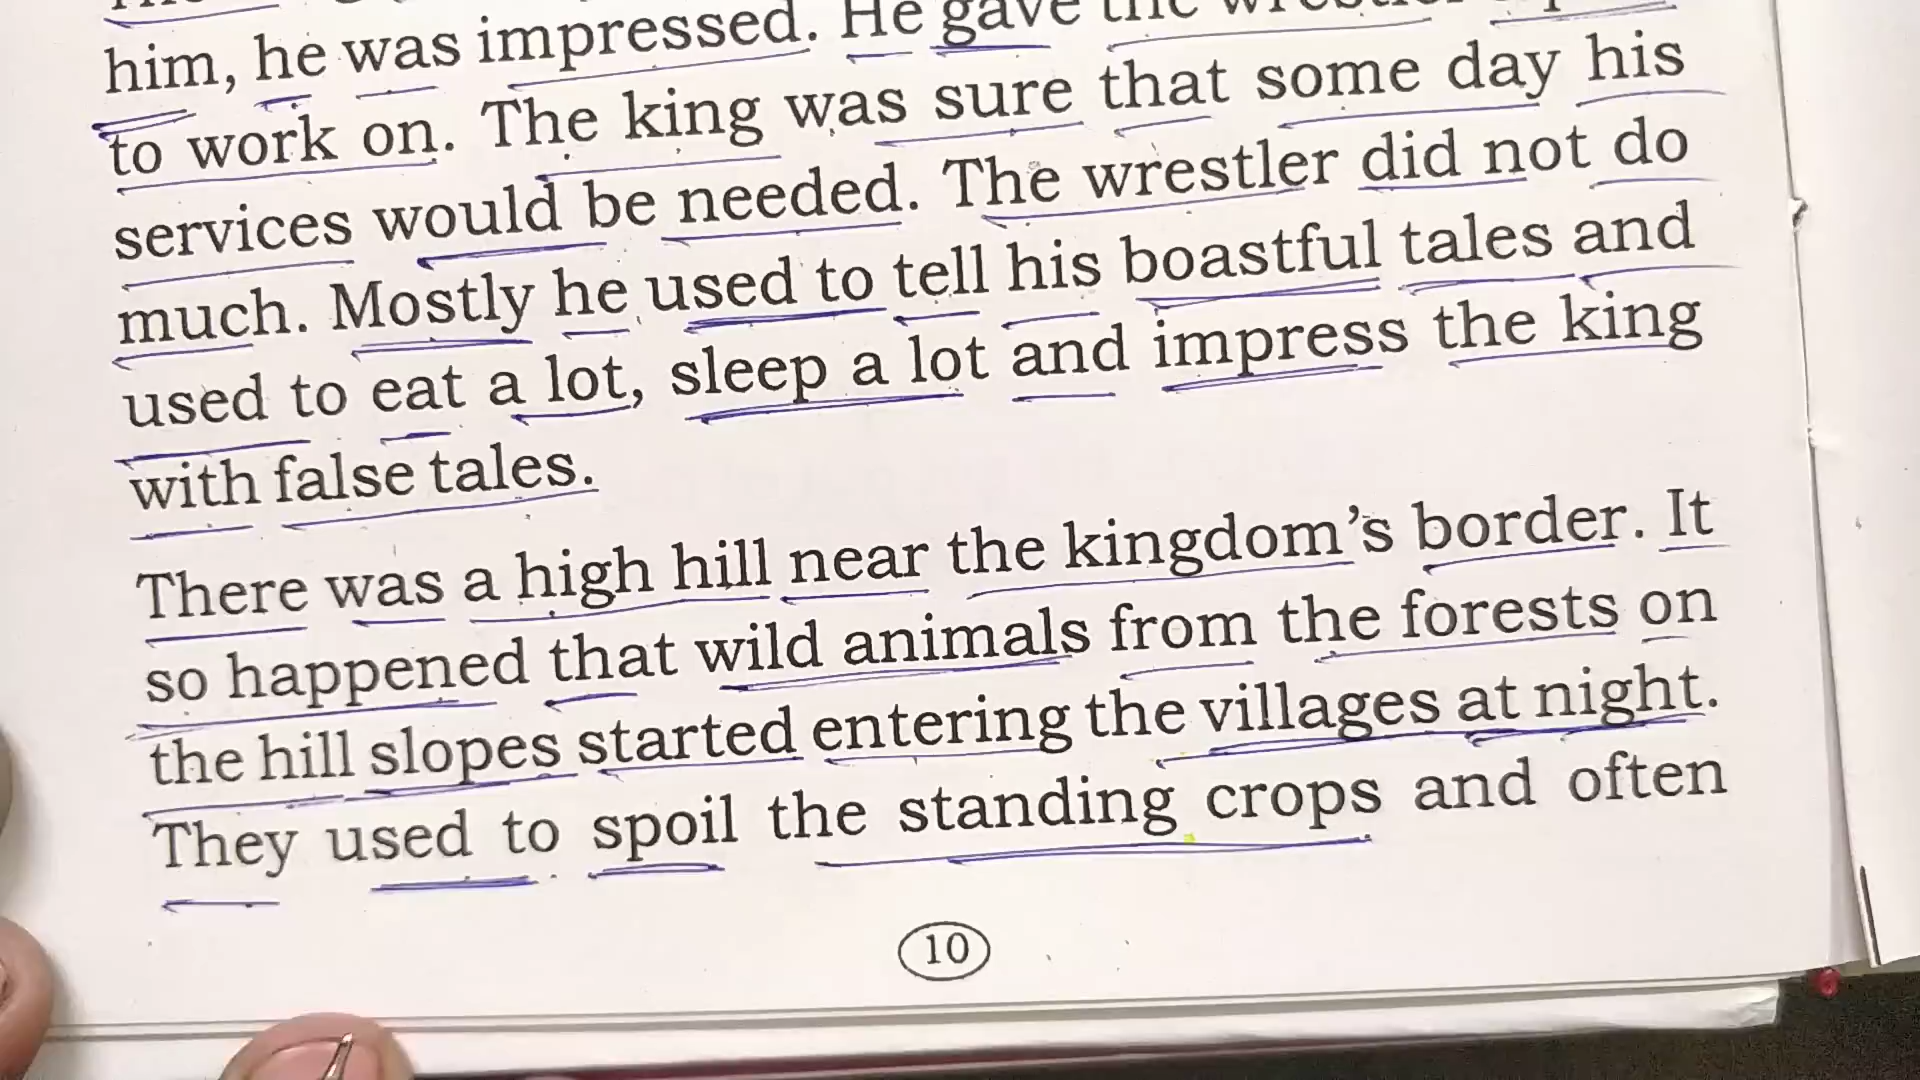 him, he was impressed. He gave the
to work on. The king was sure that some day his
services would be needed. The wrestler did not do
much. Mostly he used to tell his boastful tales and
used to eat a lot, sleep a lot and impress the king
with false tales.
There was a high hill near the kingdom's border. It
so happened that wild animals from the forests on
the hill slopes started entering the villages at night.
They used to spoil the standing crops and often
10